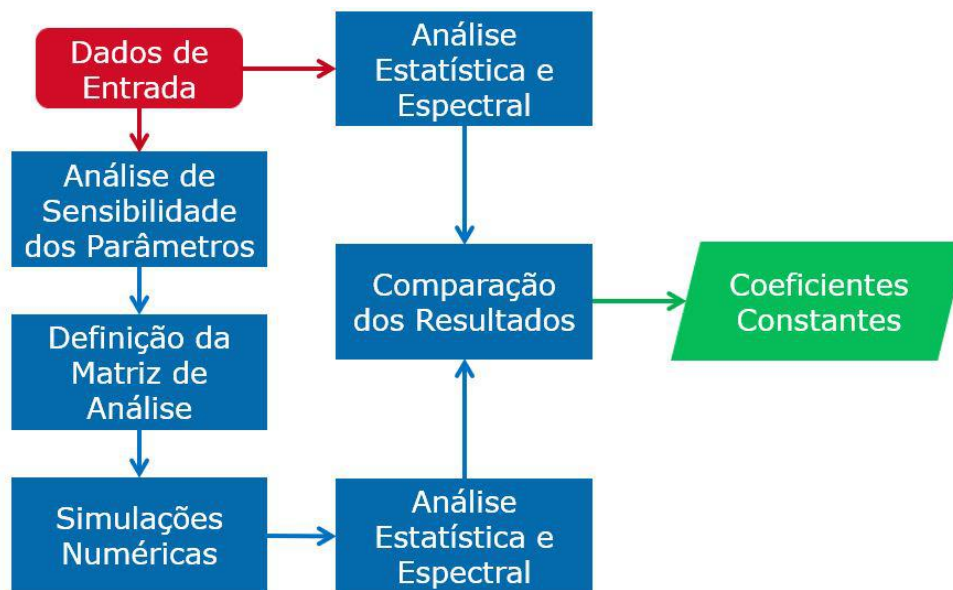 Dados de
Entrada
Análise
Estatística e
Espectral
Análise de
Sensibilidade
dos Parâmetros
Comparação
dos Resultados
Coeficientes
Constantes
Definição da
Matriz de
Análise
Simulações
Numéricas
Análise
Estatística e
Espectral